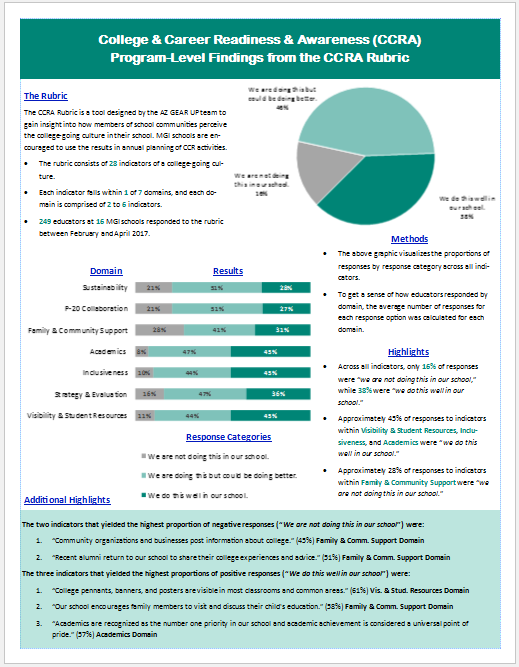 College & Career Readiness & Awareness (CCRA)
Program-Level Findings from the CCRA Rubric
The Rubric
The CCRA Rubric is a tool designed by the AZ GEAR UP team to
gain insight into how members of school communities perceive
the college-going culture in their school. MGI schools are en-
couraged to use the results in annual planning of CCR activities.
• The rubric consists of 28 indicators of a college-going cul-
ture.
• Each indicator falls within 1 of 7 domains, and each do-
main is comprised of 2 to 6 indicators.
• 249 educators at 16 MGI schools responded to the rubric
between February and April 2017.
We are doing this but
could be doing better.
46%
We are not doing
this in our school.
16%
We do this well in
our school.
38%
Methods
• The above graphic visualizes the proportions of
responses by response category across all indi-
cators.
• To get a sense of how educators responded by
domain, the average number of responses for
each response option was calculated for each
domain.
Domain Results
Sustainability 21% 51% 28%
P-20 Collaboration 21% 51% 27%
Family & Community Support 28% 41% 31%
Academics 8% 47% 45%
Inclusiveness 10% 44% 45%
Strategy & Evaluation 16% 47% 36%
Visibility & Student Resources 11% 44% 45%
Response Categories
We are not doing this in our school.
We are doing this but could be doing better.
We do this well in our school.
Highlights
• Across all indicators, only 16% of responses
were "we are not doing this in our school,"
while 38% were "we do this well in our
school."
• Approximately 45% of responses to indicators
within Visibility & Student Resources, Inclu-
siveness, and Academics were "we do this
well in our school."
• Approximately 28% of responses to indicators
within Family & Community Support were "we
are not doing this in our school."
Additional Highlights
The two indicators that yielded the highest proportion of negative responses ("We are not doing this in our school") were:
1. "Community organizations and businesses post information about college." (45%) Family & Comm. Support Domain
2. "Recent alumni return to our school to share their college experiences and advice." (51%) Family & Comm. Support Domain
The three indicators that yielded the highest proportions of positive responses ("We do this well in our school") were:
1. "College pennants, banners, and posters are visible in most classrooms and common areas." (61%) Vis. & Stud. Resources Domain
2. "Our school encourages family members to visit and discuss their child's education." (58%) Family & Comm. Support Domain
3. "Academics are recognized as the number one priority in our school and academic achievement is considered a universal point of
pride." (57%) Academics Domain